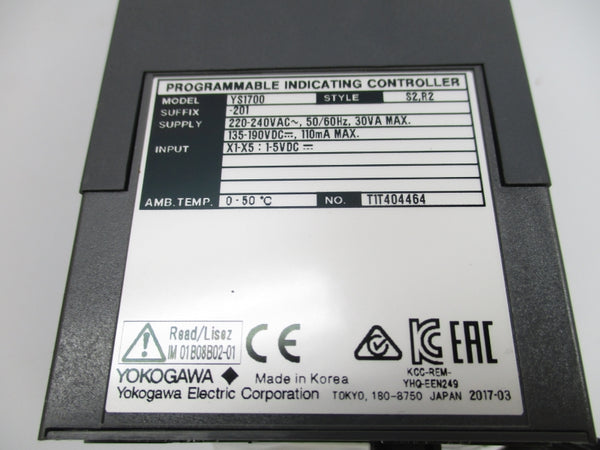 PROGRAMMABLE INDICATING CONTROLLER
MODEL YS1700 STYLE S2.R2
SUFFIX -201
SUPPLY 220-240VAC~, 50/60Hz, 30VA MAX.
135-190VDC⎓, 110mA MAX.
INPUT X1-X5 : 1-5VDC ⎓
AMB.TEMP. 0 - 50 °C NO. T1T404464
Read/Lisez
IM 01B08B02-01
CE
KC EAC
KCC-REM-
YHQ-EEN249
YOKOGAWA ◆ Made in Korea
Yokogawa Electric Corporation TOKYO, 180-8750 JAPAN 2017-03